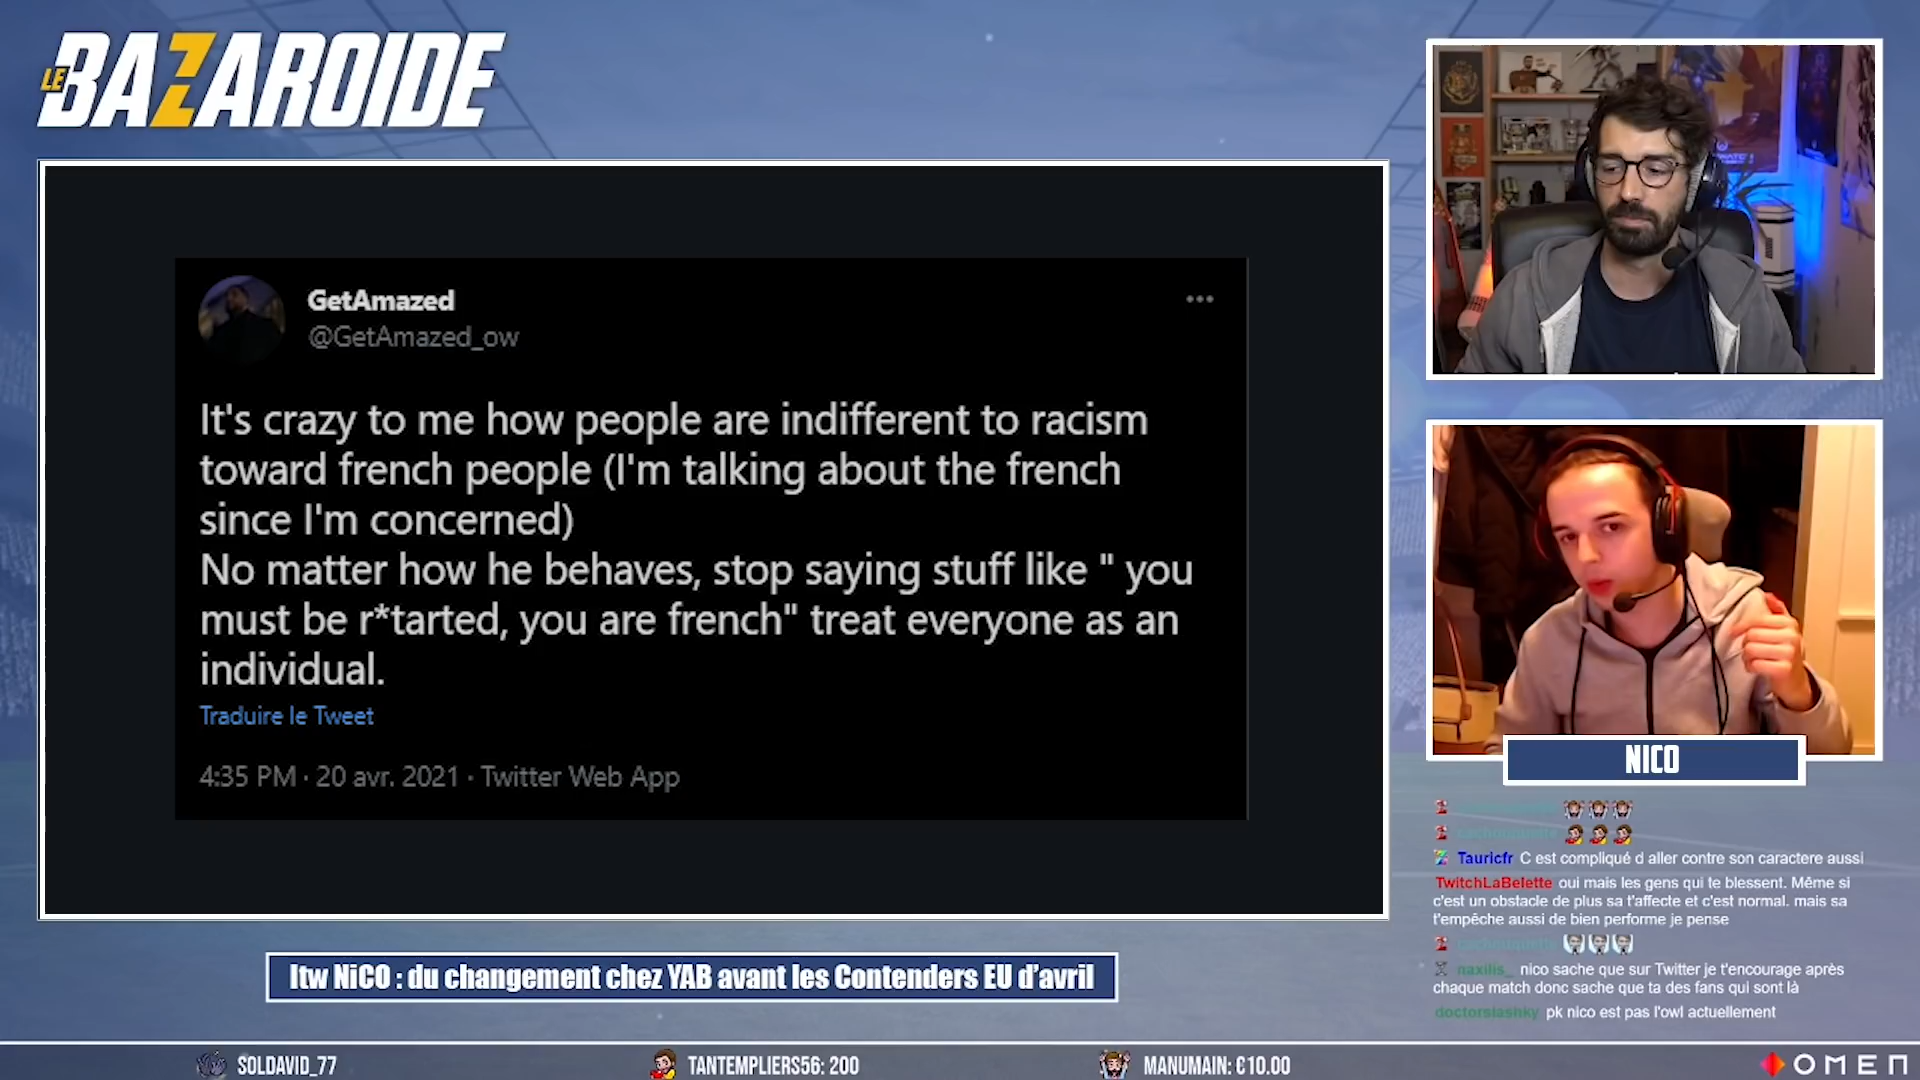 LE BAZAROIDE
GetAmazed
@GetAmazed_ow
It's crazy to me how people are indifferent to racism
toward french people (I'm talking about the french
since I'm concerned)
No matter how he behaves, stop saying stuff like " you
must be r*tarted, you are french" treat everyone as an
individual.
Traduire le Tweet
4:35 PM · 20 avr. 2021 · Twitter Web App
Itw NiCO : du changement chez YAB avant les Contenders EU d'avril
NICO
Tauricfr C est compliqué d aller contre son caractere aussi
TwitchLaBelette oui mais les gens qui te blessent. Même si
c'est un obstacle de plus sa t'affecte et c'est normal. mais sa
t'empêche aussi de bien performe je pense
naxilis_ nico sache que sur Twitter je t'encourage après
chaque match donc sache que ta des fans qui sont là
doctorslashky pk nico est pas l'owl actuellement
SOLDAVID_77
TANTEMPLIERS56: 200
MANUMAIN: €10.00
OMEN